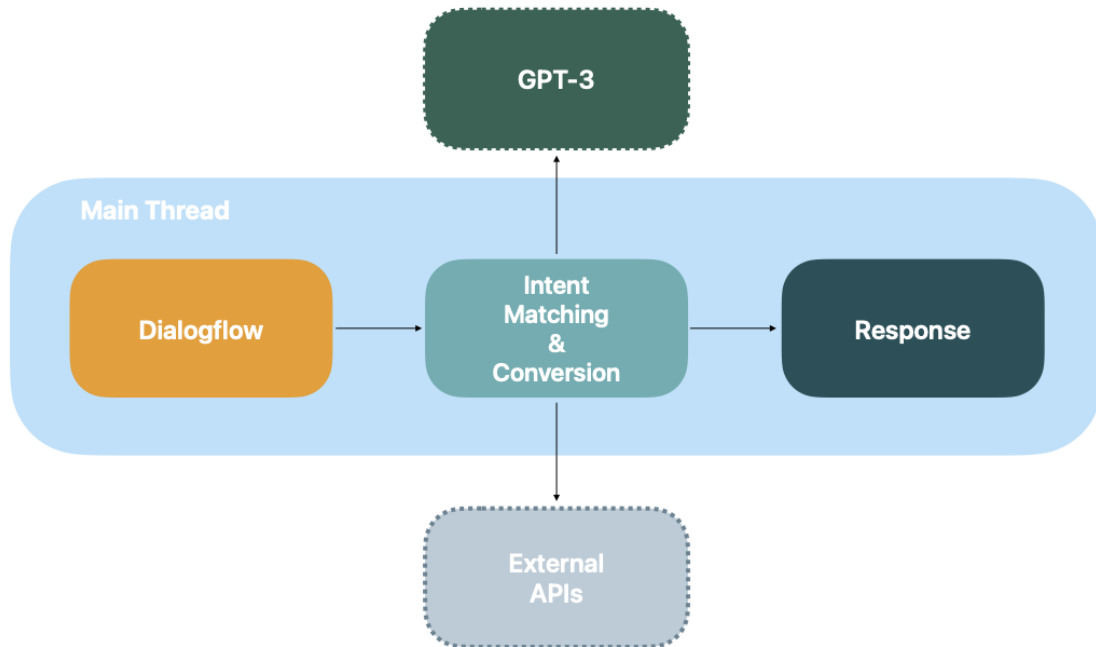 GPT-3
Main Thread
Dialogflow
Intent
Matching
&
Conversion
Response
External
APIs